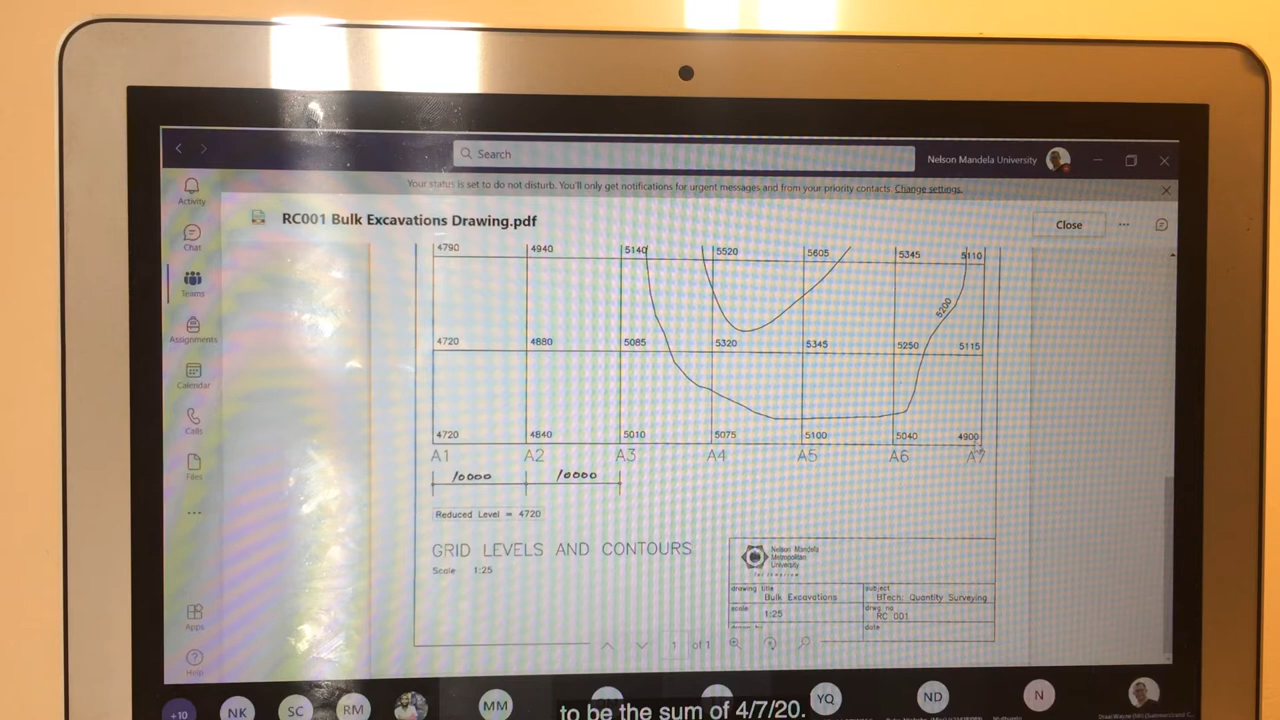 Search
Nelson Mandela University
Your status is set to do not disturb. You'll only get notifications for urgent messages and from your priority contacts. Change settings.
Activity
RC001 Bulk Excavations Drawing.pdf
Close
Chat
Teams
Assignments
Calendar
Calls
Files
4790 4940 5140 5520 5605 5345 5110
5200
4720 4880 5085 5320 5345 5250 5115
4720 4840 5010 5075 5100 5040 4900
A1 A2 A3 A4 A5 A6 A7
10000 10000
Reduced Level = 4720
GRID LEVELS AND CONTOURS
Scale 1:25
Nelson Mandela
Metropolitan
University
for tomorrow
drawing title
Bulk Excavations
subject
BTech: Quantity Surveying
scale
1:25
drwg no
RC 001
date
1 of 1
Apps
Help
+10 NK SC RM MM YQ ND N
to be the sum of 4/7/20.